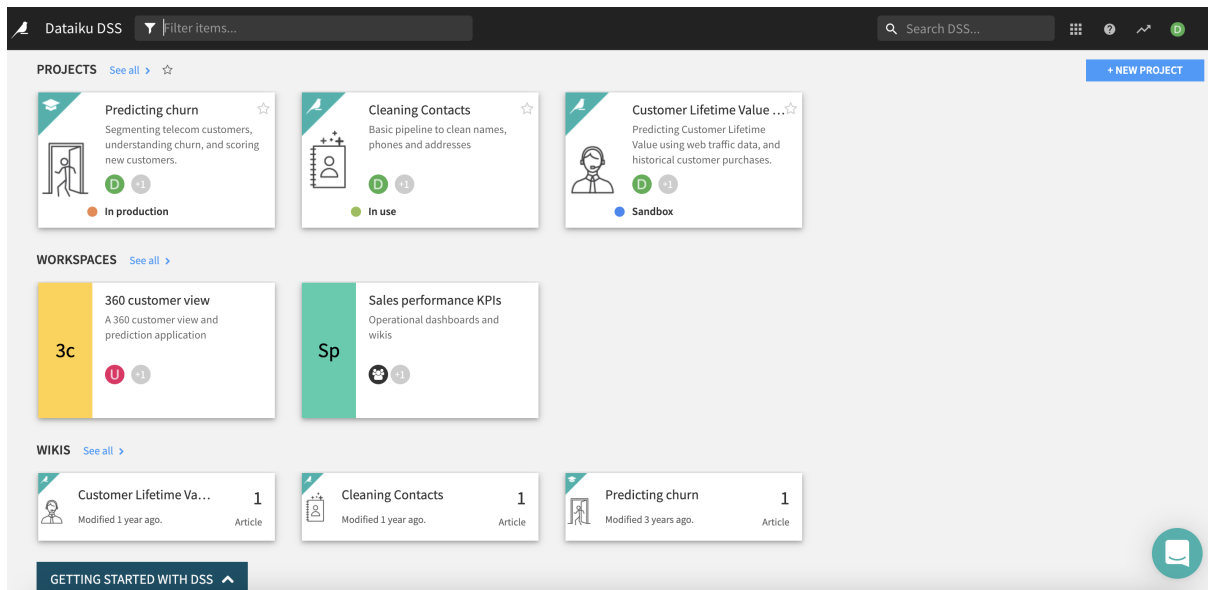 Dataiku DSS
Filter items...
Search DSS...
D
PROJECTS
See all
+ NEW PROJECT
Predicting churn
Segmenting telecom customers,
understanding churn, and scoring
new customers.
D +1
In production
Cleaning Contacts
Basic pipeline to clean names,
phones and addresses
D +1
In use
Customer Lifetime Value ...
Predicting Customer Lifetime
Value using web traffic data, and
historical customer purchases.
D +1
Sandbox
WORKSPACES
See all
3c
360 customer view
A 360 customer view and
prediction application
U +1
Sp
Sales performance KPIs
Operational dashboards and
wikis
+1
WIKIS
See all
Customer Lifetime Va...
Modified 1 year ago.
1
Article
Cleaning Contacts
Modified 1 year ago.
1
Article
Predicting churn
Modified 3 years ago.
1
Article
GETTING STARTED WITH DSS